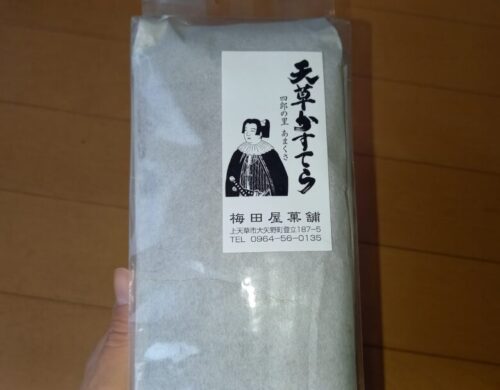 天草かすてら
四郎の里 あまくさ
梅田屋菓舗
上天草市大矢野町登立187-5
TEL 0964-56-0135